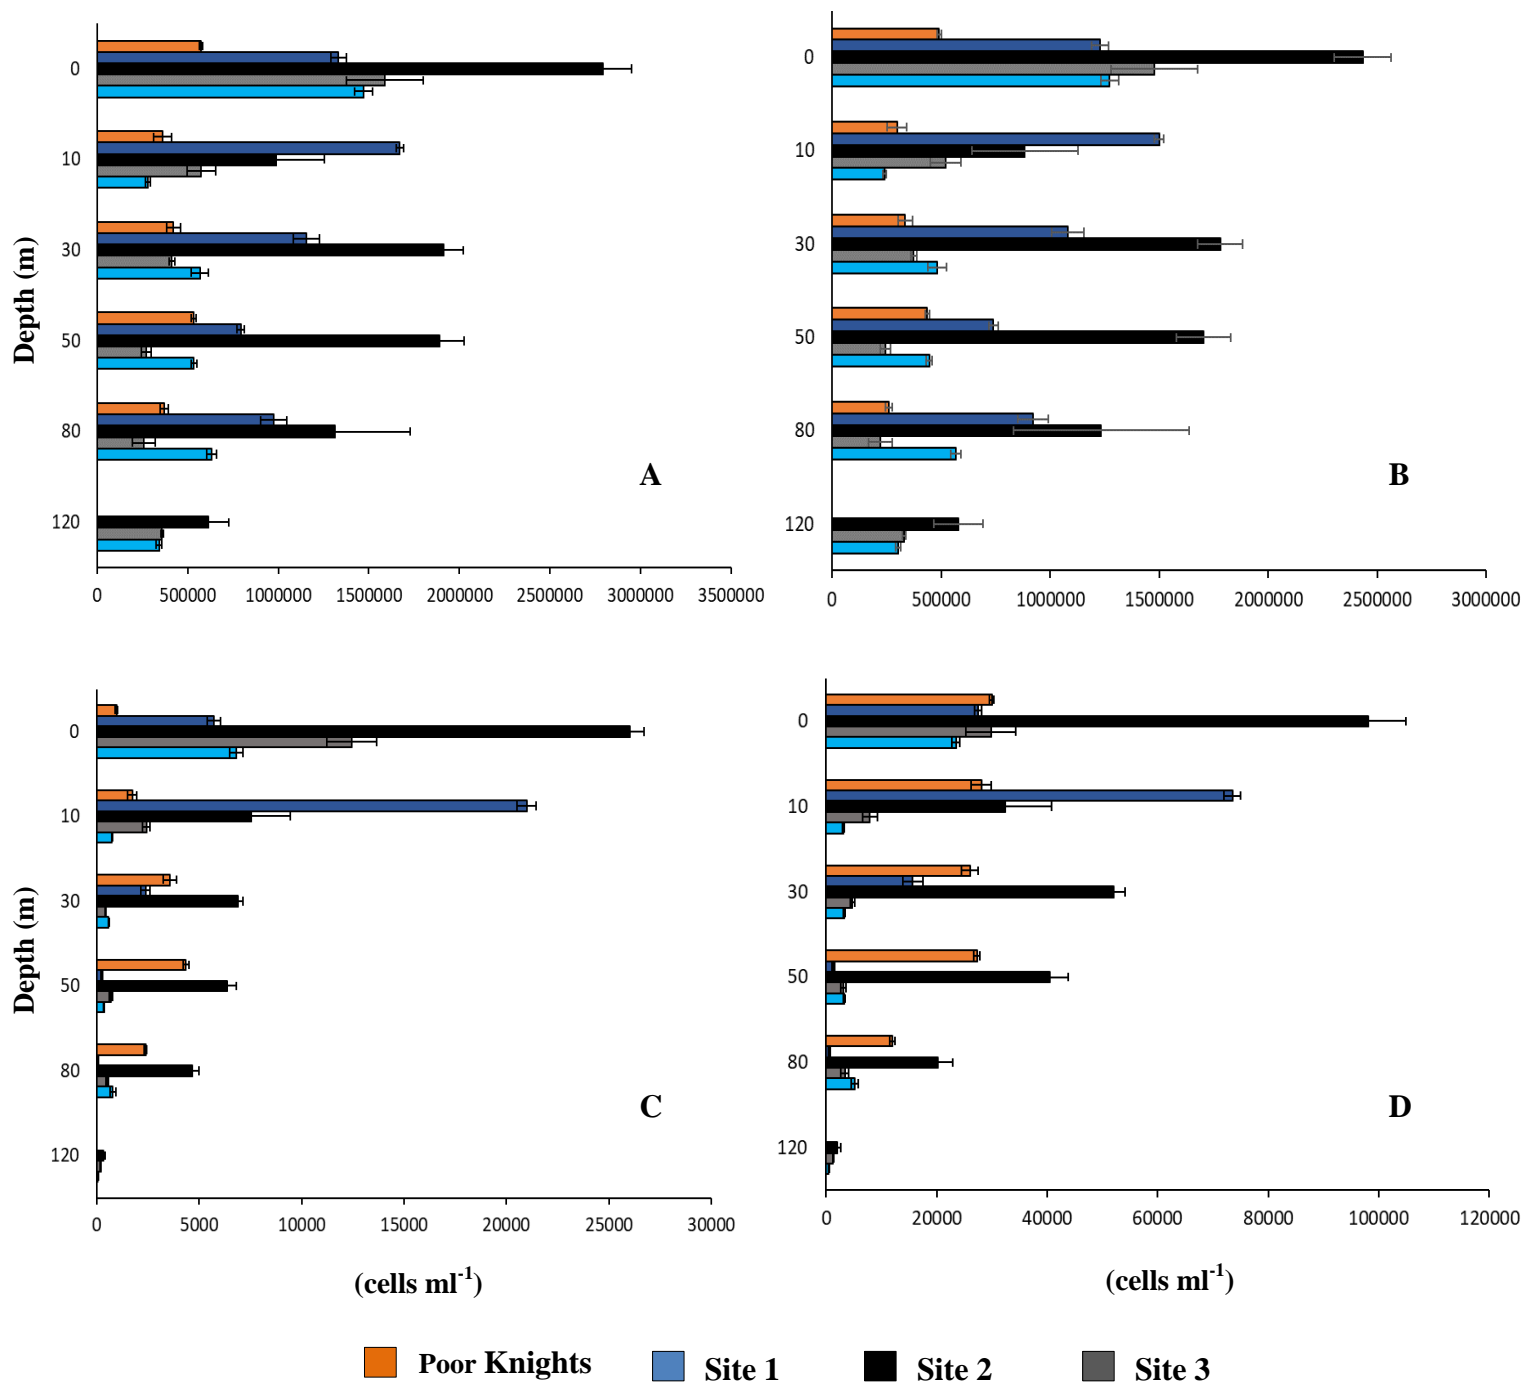 0
10
30
50
80
120
Depth (m)
A
0 500000 1000000 1500000 2000000 2500000 3000000 3500000
0
10
30
50
80
120
B
0 500000 1000000 1500000 2000000 2500000 3000000
0
10
30
50
80
120
Depth (m)
C
0 5000 10000 15000 20000 25000 30000
(cells ml⁻¹)
0
10
30
50
80
120
D
0 20000 40000 60000 80000 100000 120000
(cells ml⁻¹)
Poor Knights Site 1 Site 2 Site 3